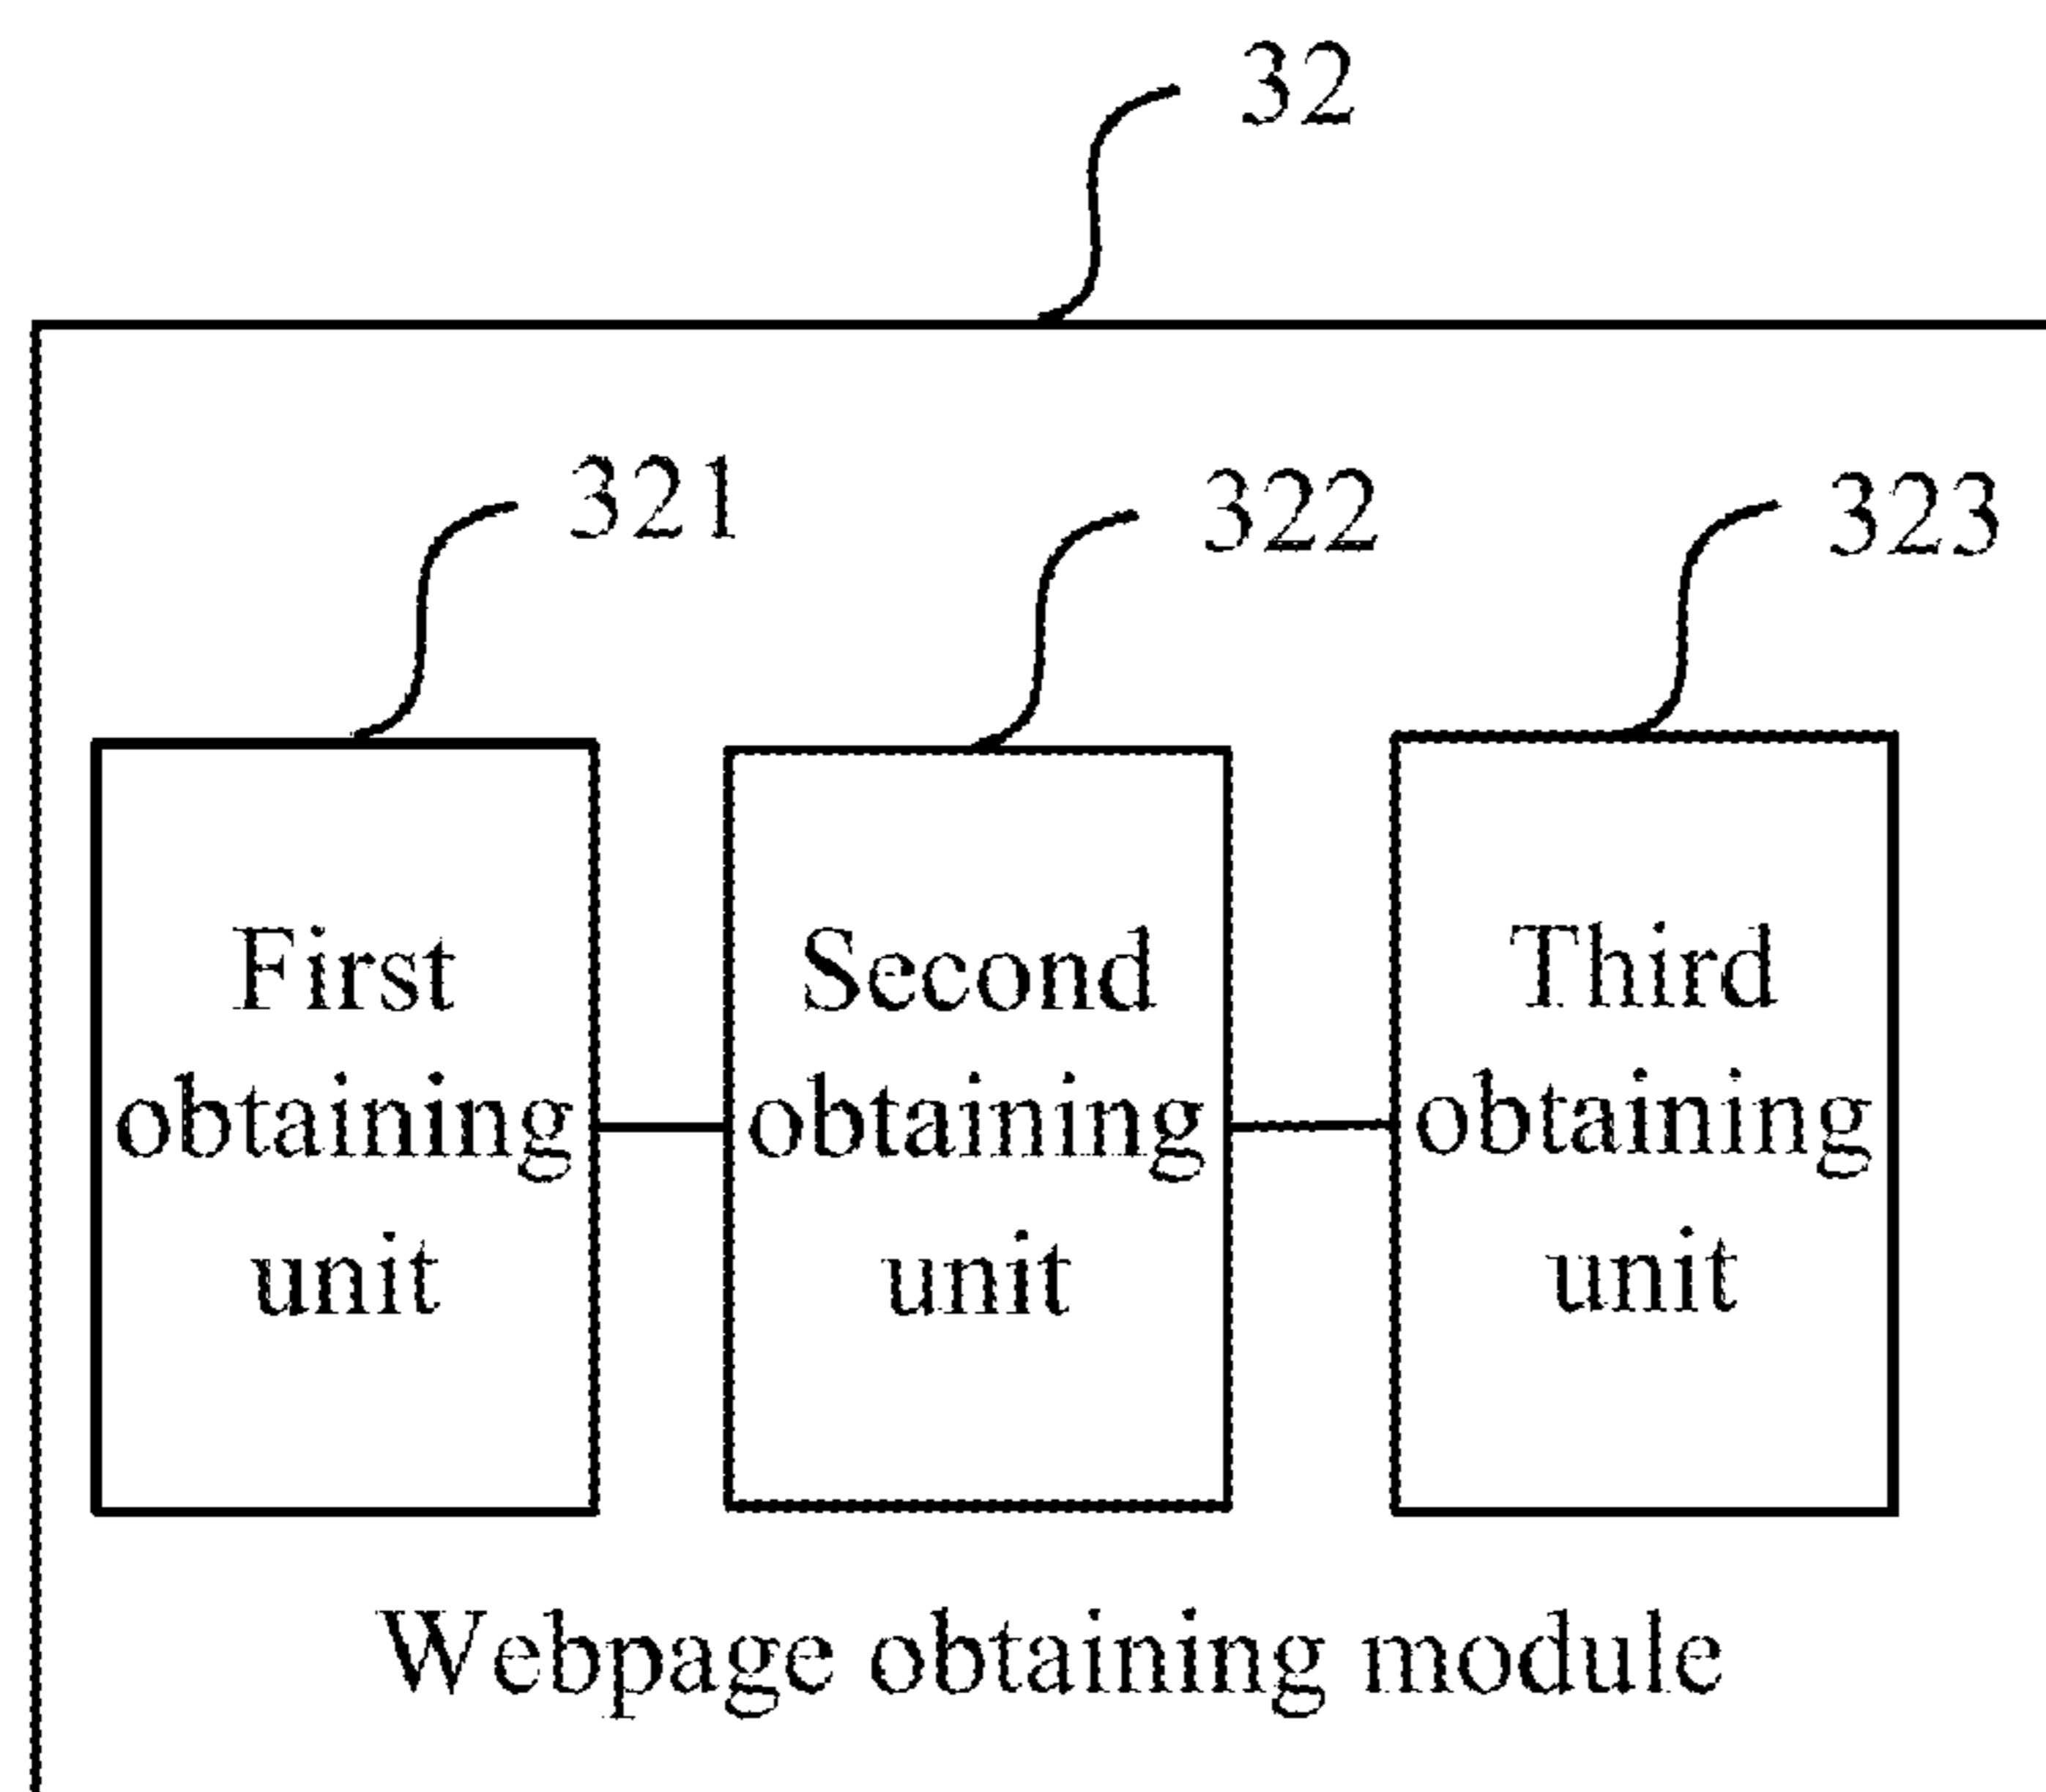 32
321
322
323
First
obtaining
unit
Second
obtaining
unit
Third
obtaining
unit
Webpage obtaining module